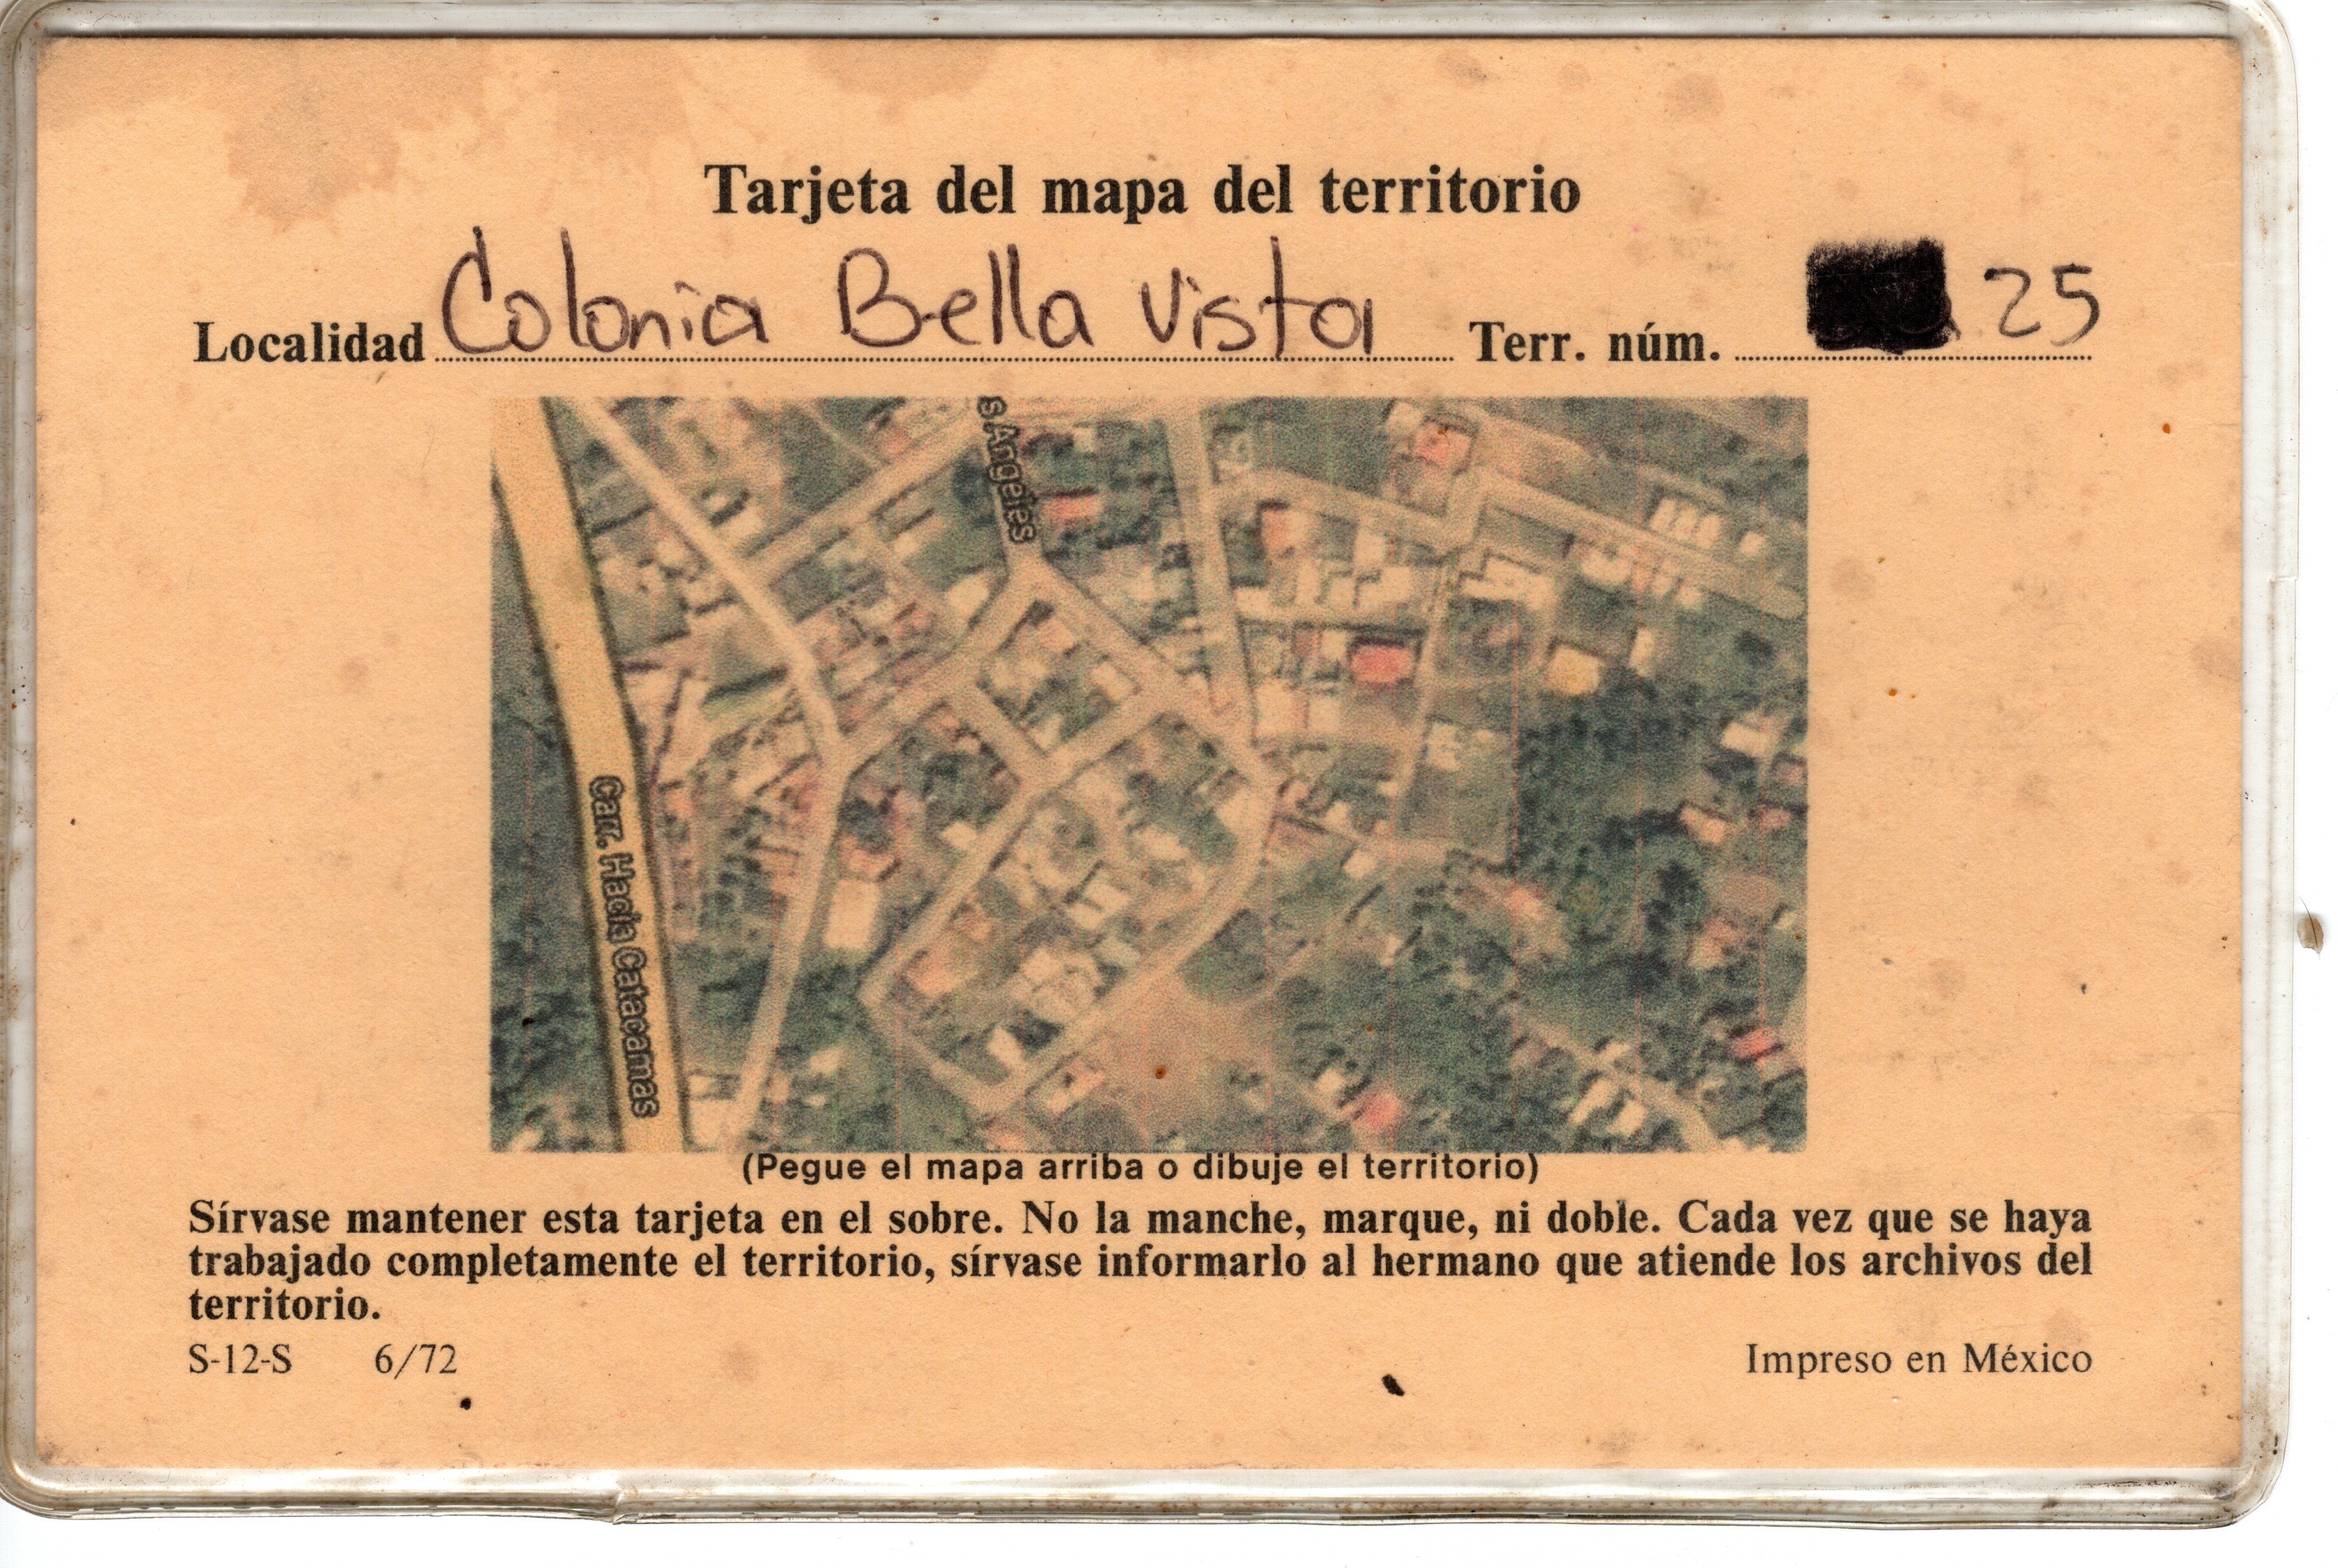 Tarjeta del mapa del territorio
Localidad Colonia Bella Vista Terr. núm. 25
s Angeles
Carr. Hacia Catacamas
(Pegue el mapa arriba o dibuje el territorio)
Sírvase mantener esta tarjeta en el sobre. No la manche, marque, ni doble. Cada vez que se haya
trabajado completamente el territorio, sírvase informarlo al hermano que atiende los archivos del
territorio.
S-12-S 6/72 Impreso en México